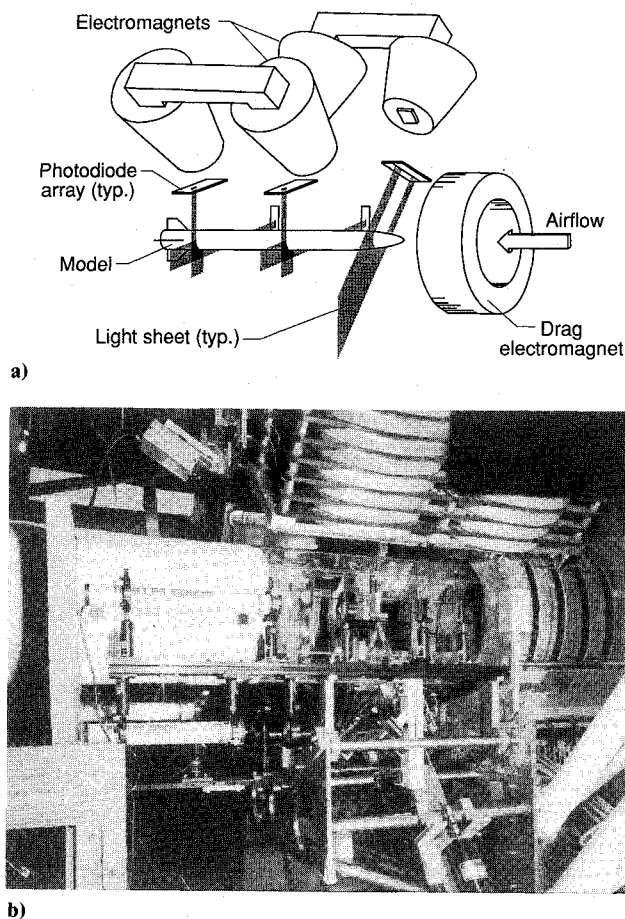 Electromagnets
Photodiode
array (typ.)
Airflow
Model
Light sheet (typ.)
Drag
electromagnet
a)
b)